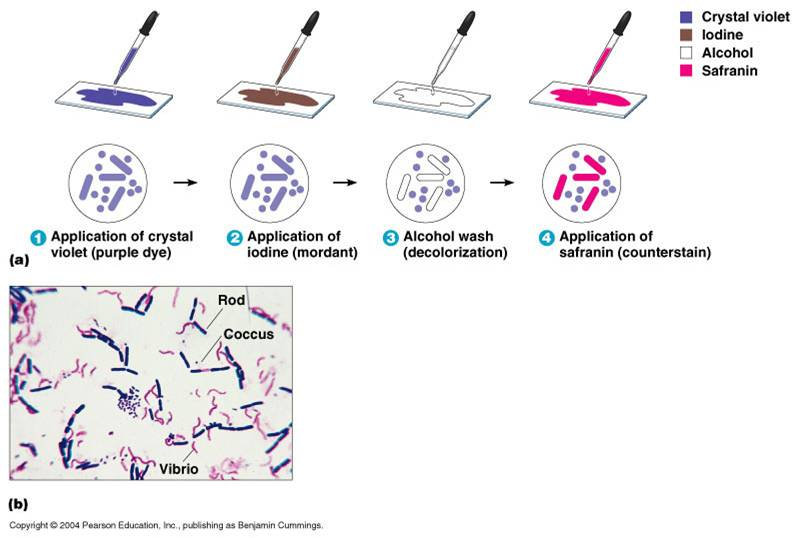 Crystal violet
Iodine
Alcohol
Safranin
1 Application of crystal
violet (purple dye)
2 Application of
iodine (mordant)
3 Alcohol wash
(decolorization)
4 Application of
safranin (counterstain)
(a)
Rod
Coccus
Vibrio
(b)
Copyright © 2004 Pearson Education, Inc., publishing as Benjamin Cummings.